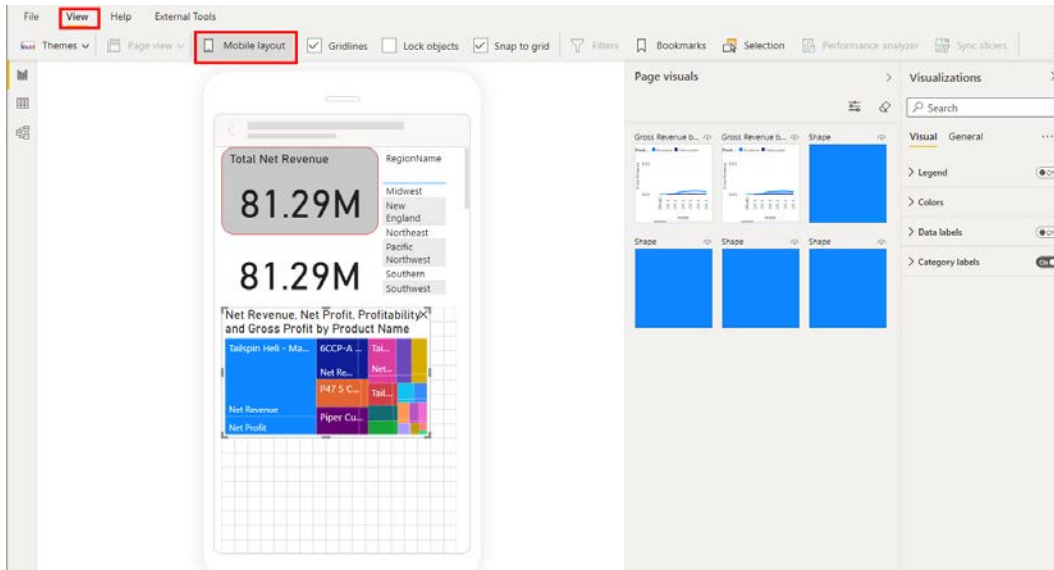 File View Help External Tools
Themes Page view Mobile layout Gridlines Lock objects Snap to grid Filters Bookmarks Selection Performance analyzer Sync slicers
Page visuals
Visualizations
Search
Gross Revenue b... Gross Revenue b... Shape
Visual General
Legend
Colors
Data labels
Category labels
On
Shape Shape Shape
Total Net Revenue
81.29M
RegionName
Midwest
New
England
Northeast
Pacific
Northwest
Southern
Southwest
81.29M
Net Revenue, Net Profit, Profitability
and Gross Profit by Product Name
Tailspin Heli - Ma... 6CCP-A ... Tai...
Net Re... Net...
P47 5 C... Tail...
Net Revenue
Piper Cu...
Net Profit